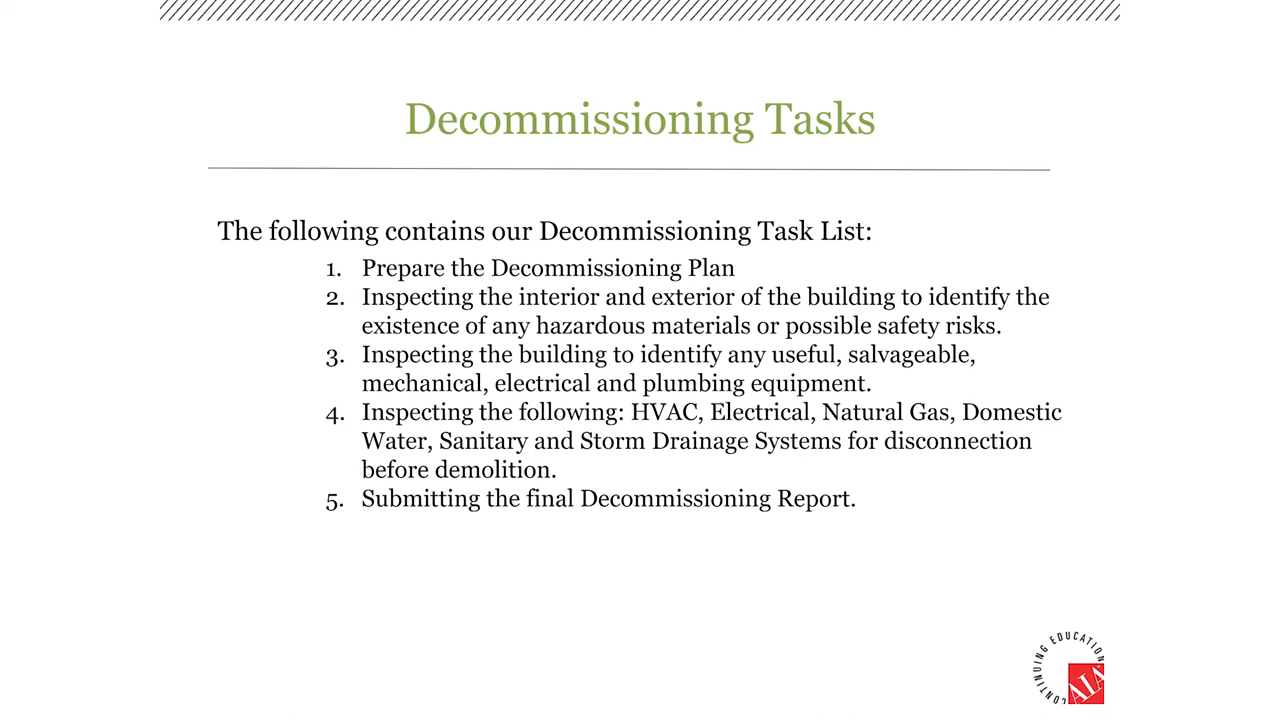 Decommissioning Tasks
The following contains our Decommissioning Task List:
1. Prepare the Decommissioning Plan
2. Inspecting the interior and exterior of the building to identify the
existence of any hazardous materials or possible safety risks.
3. Inspecting the building to identify any useful, salvageable,
mechanical, electrical and plumbing equipment.
4. Inspecting the following: HVAC, Electrical, Natural Gas, Domestic
Water, Sanitary and Storm Drainage Systems for disconnection
before demolition.
5. Submitting the final Decommissioning Report.
CONTINUING EDUCATION
AIA